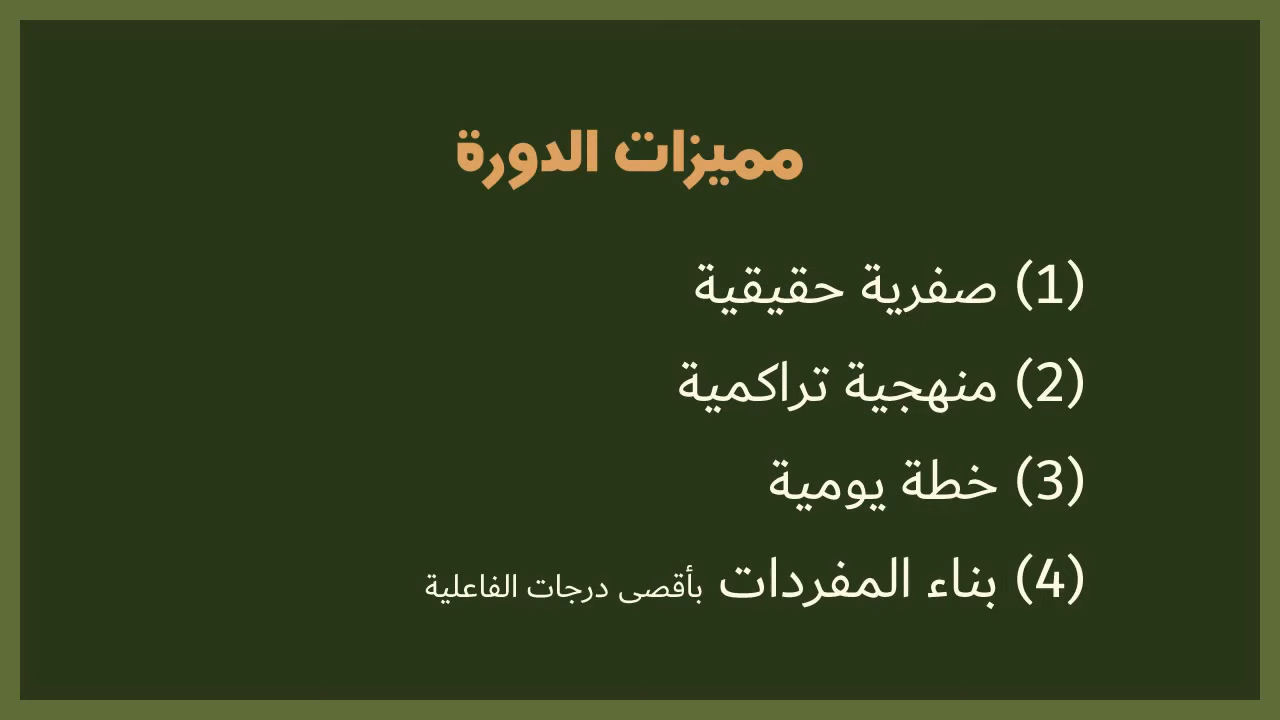 مميزات الدورة
(1) صفرية حقيقية
(2) منهجية تراكمية
(3) خطة يومية
(4) بناء المفردات بأقصى درجات الفاعلية